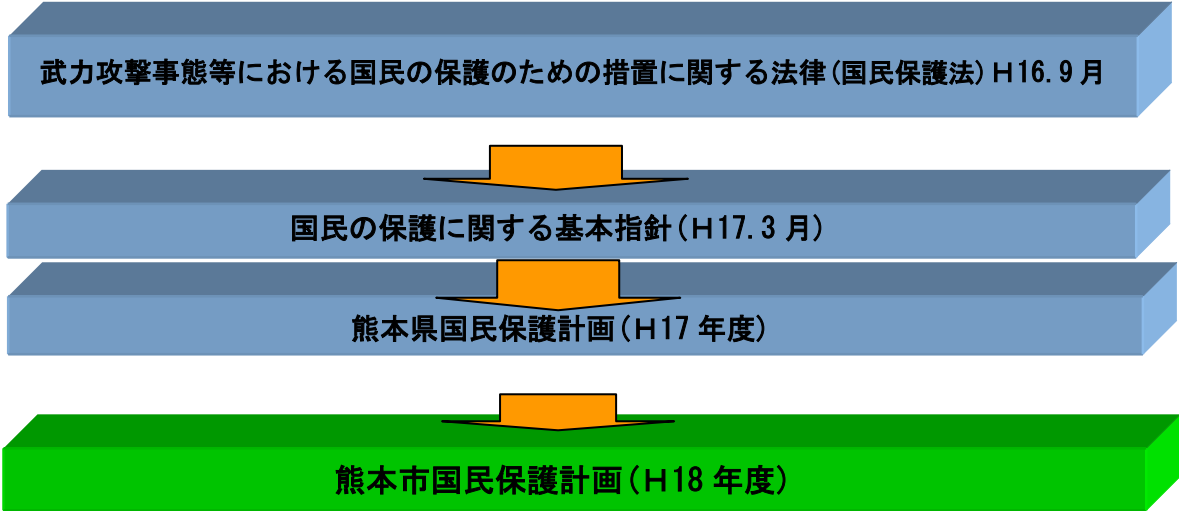 武力攻撃事態等における国民の保護のための措置に関する法律(国民保護法)Ｈ16.9月
国民の保護に関する基本指針(Ｈ17.3月)
熊本県国民保護計画(Ｈ17年度)
熊本市国民保護計画(Ｈ18年度)